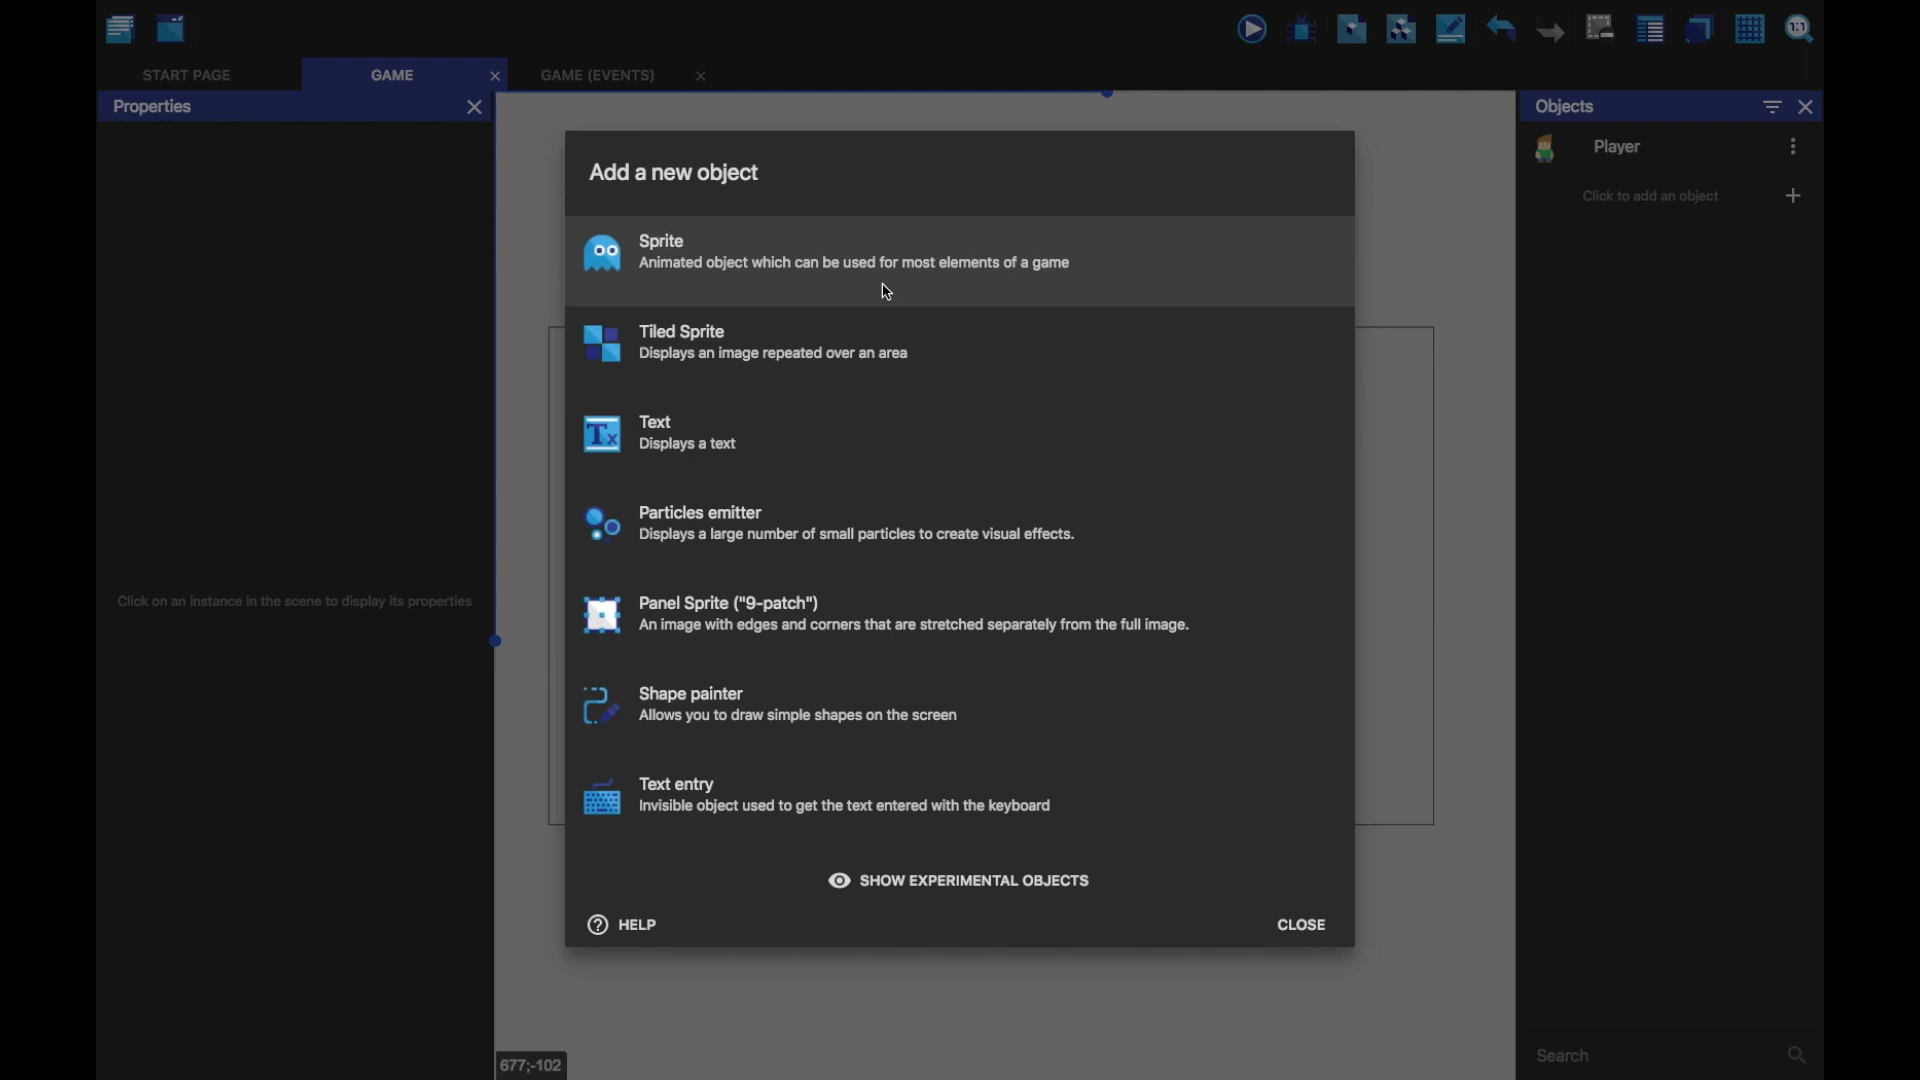 1:1
START PAGE
GAME
GAME (EVENTS)
Properties
Objects
Player
Click to add an object
Add a new object
Sprite
Animated object which can be used for most elements of a game
Tiled Sprite
Displays an image repeated over an area
Tx
Text
Displays a text
Particles emitter
Displays a large number of small particles to create visual effects.
Click on an instance in the scene to display its properties
Panel Sprite ("9-patch")
An image with edges and corners that are stretched separately from the full image.
Shape painter
Allows you to draw simple shapes on the screen
Text entry
Invisible object used to get the text entered with the keyboard
SHOW EXPERIMENTAL OBJECTS
HELP
CLOSE
Search
677;-102